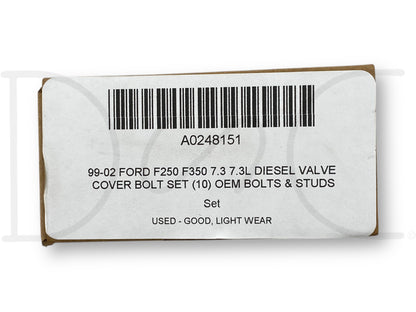 A0248151
99-02 FORD F250 F350 7.3 7.3L DIESEL VALVE
COVER BOLT SET (10) OEM BOLTS & STUDS
Set
USED - GOOD, LIGHT WEAR